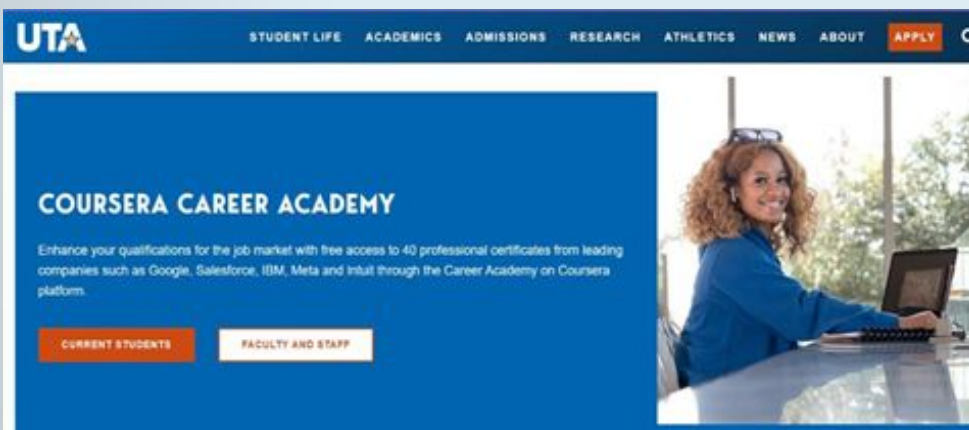 UTA
STUDENT LIFE ACADEMICS ADMISSIONS RESEARCH ATHLETICS NEWS ABOUT APPLY
COURSERA CAREER ACADEMY
Enhance your qualifications for the job market with free access to 40 professional certificates from leading
companies such as Google, Salesforce, IBM, Meta and Intuit through the Career Academy on Coursera
platform.
CURRENT STUDENTS FACULTY AND STAFF